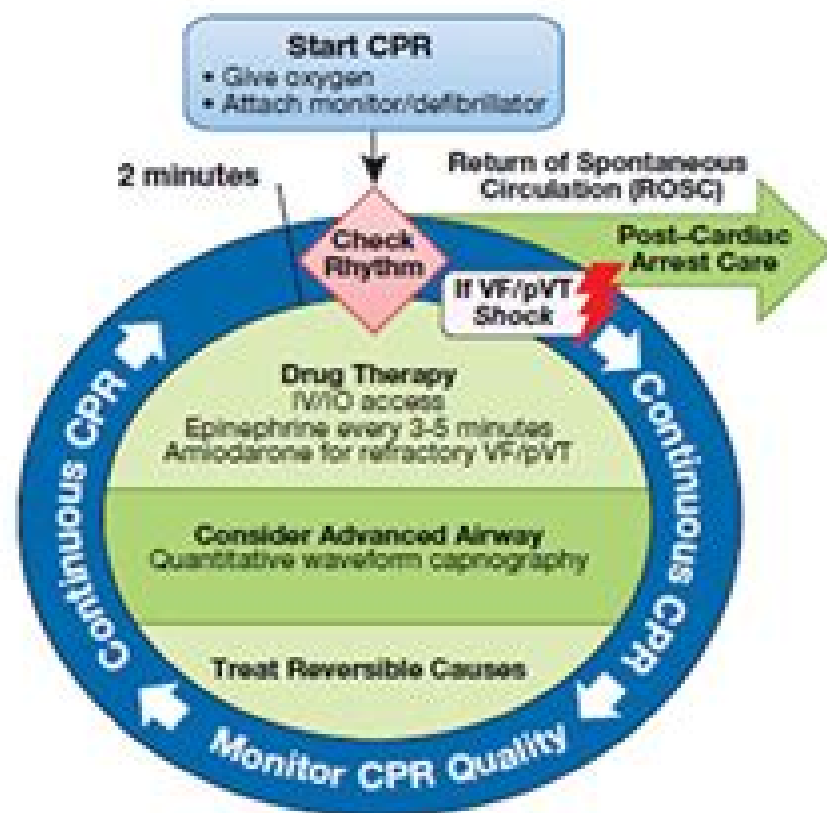 Start CPR
• Give oxygen
• Attach monitor/defibrillator
2 minutes
Return of Spontaneous
Circulation (ROSC)
Check
Rhythm
Post-Cardiac
Arrest Care
If VF/pVT
Shock
Drug Therapy
IV/IO access
Epinephrine every 3-5 minutes
Amiodarone for refractory VF/pVT
Consider Advanced Airway
Quantitative waveform capnography
Treat Reversible Causes
Continuous CPR
Continuous CPR
Monitor CPR Quality